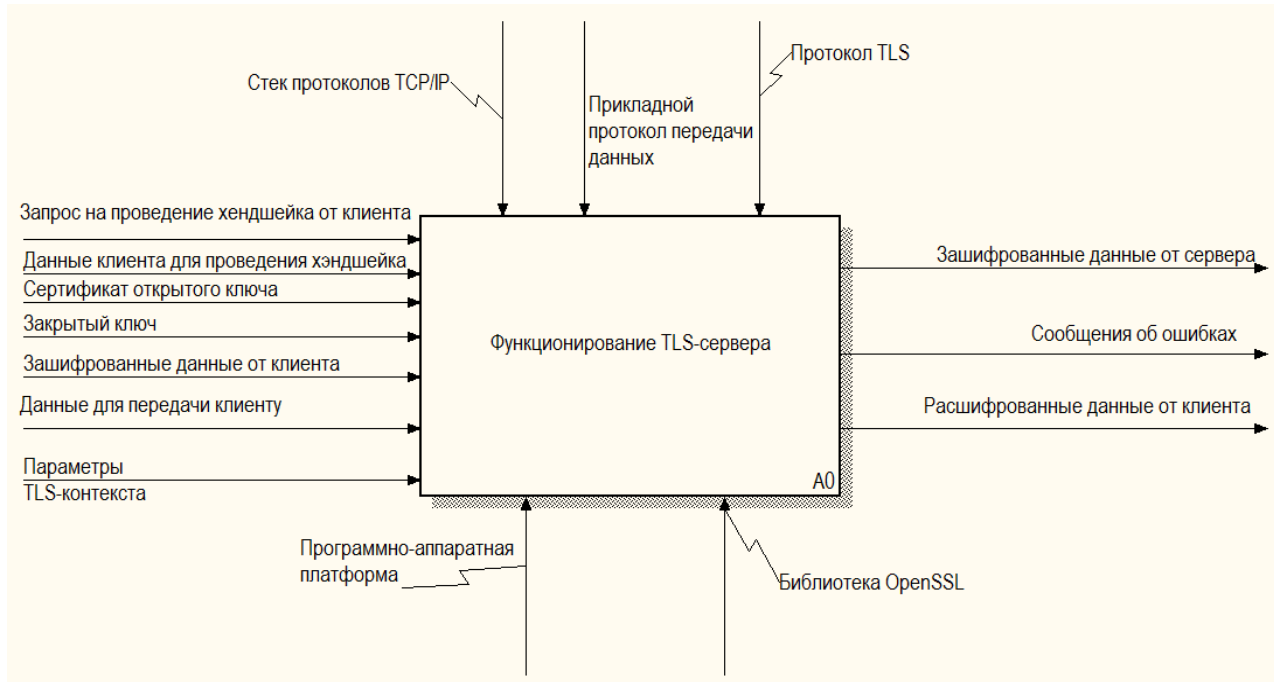 Протокол TLS
Стек протоколов TCP/IP
Прикладной
протокол передачи
данных
Запрос на проведение хендшейка от клиента
Данные клиента для проведения хэндшейка
Сертификат открытого ключа
Закрытый ключ
Зашифрованные данные от клиента
Данные для передачи клиенту
Параметры
TLS-контекста
Функционирование TLS-сервера
A0
Зашифрованные данные от сервера
Сообщения об ошибках
Расшифрованные данные от клиента
Программно-аппаратная
платформа
Библиотека OpenSSL